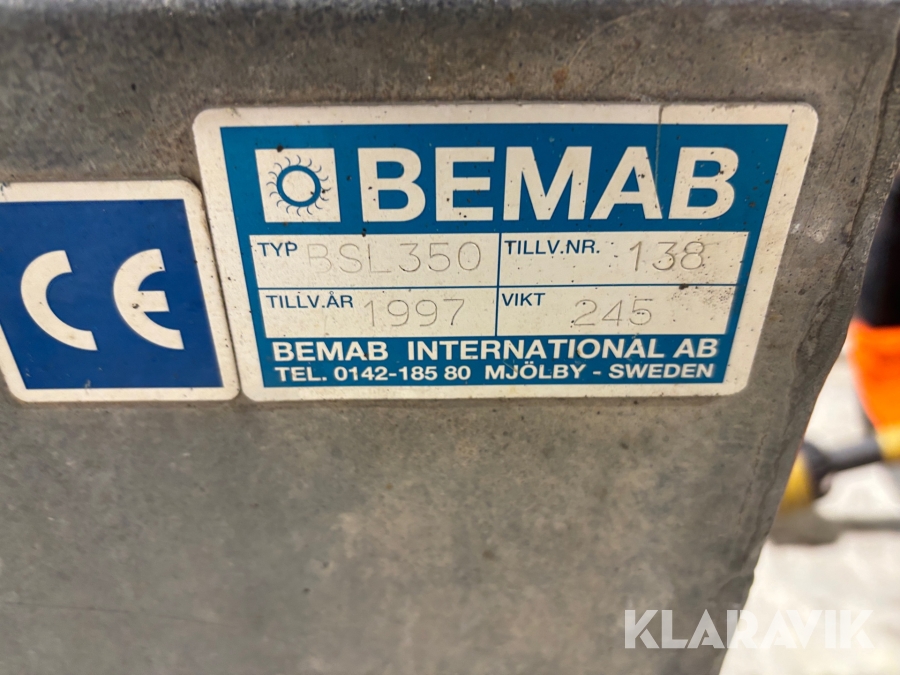 BEMAB
TYP BSL350 TILLV.NR. 138
TILLV.ÅR 1997 VIKT 245
BEMAB INTERNATIONAL AB
TEL. 0142-185 80 MJÖLBY - SWEDEN
CE
KLARAVIK